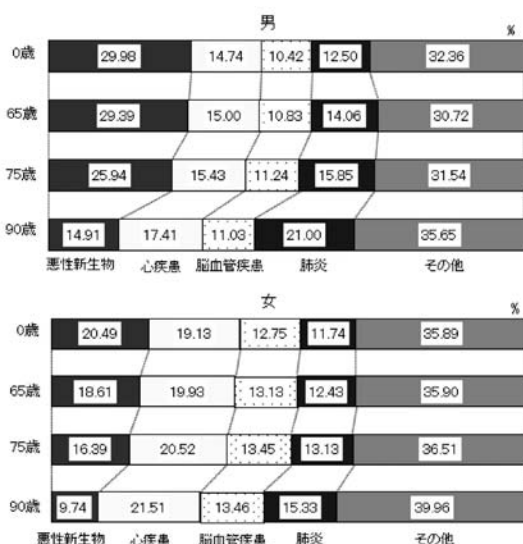 男
%
0歳 29.98 14.74 10.42 12.50 32.36
65歳 29.39 15.00 10.83 14.06 30.72
75歳 25.94 15.43 11.24 15.85 31.54
90歳 14.91 17.41 11.03 21.00 35.65
悪性新生物 心疾患 脳血管疾患 肺炎 その他
女
%
0歳 20.49 19.13 12.75 11.74 35.89
65歳 18.61 19.93 13.13 12.43 35.90
75歳 16.39 20.52 13.45 13.13 36.51
90歳 9.74 21.51 13.46 15.33 39.96
悪性新生物 心疾患 脳血管疾患 肺炎 その他